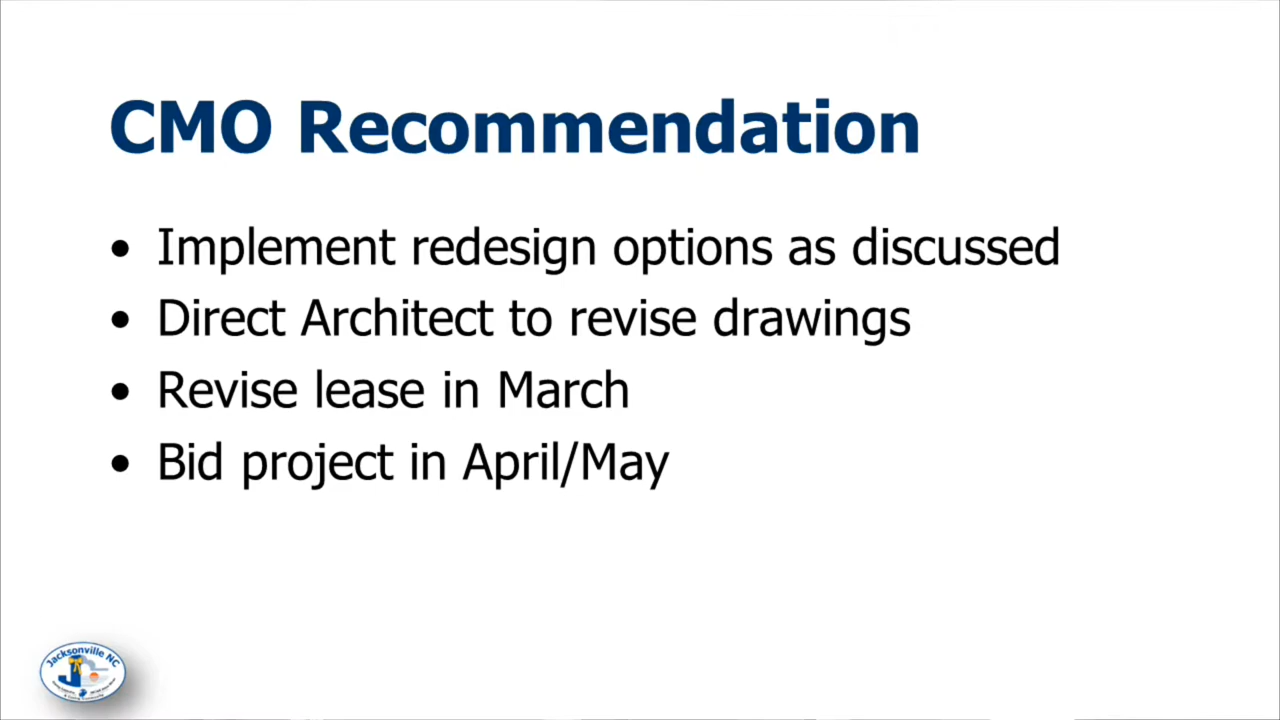 CMO Recommendation
• Implement redesign options as discussed
• Direct Architect to revise drawings
• Revise lease in March
• Bid project in April/May
Jacksonville NC